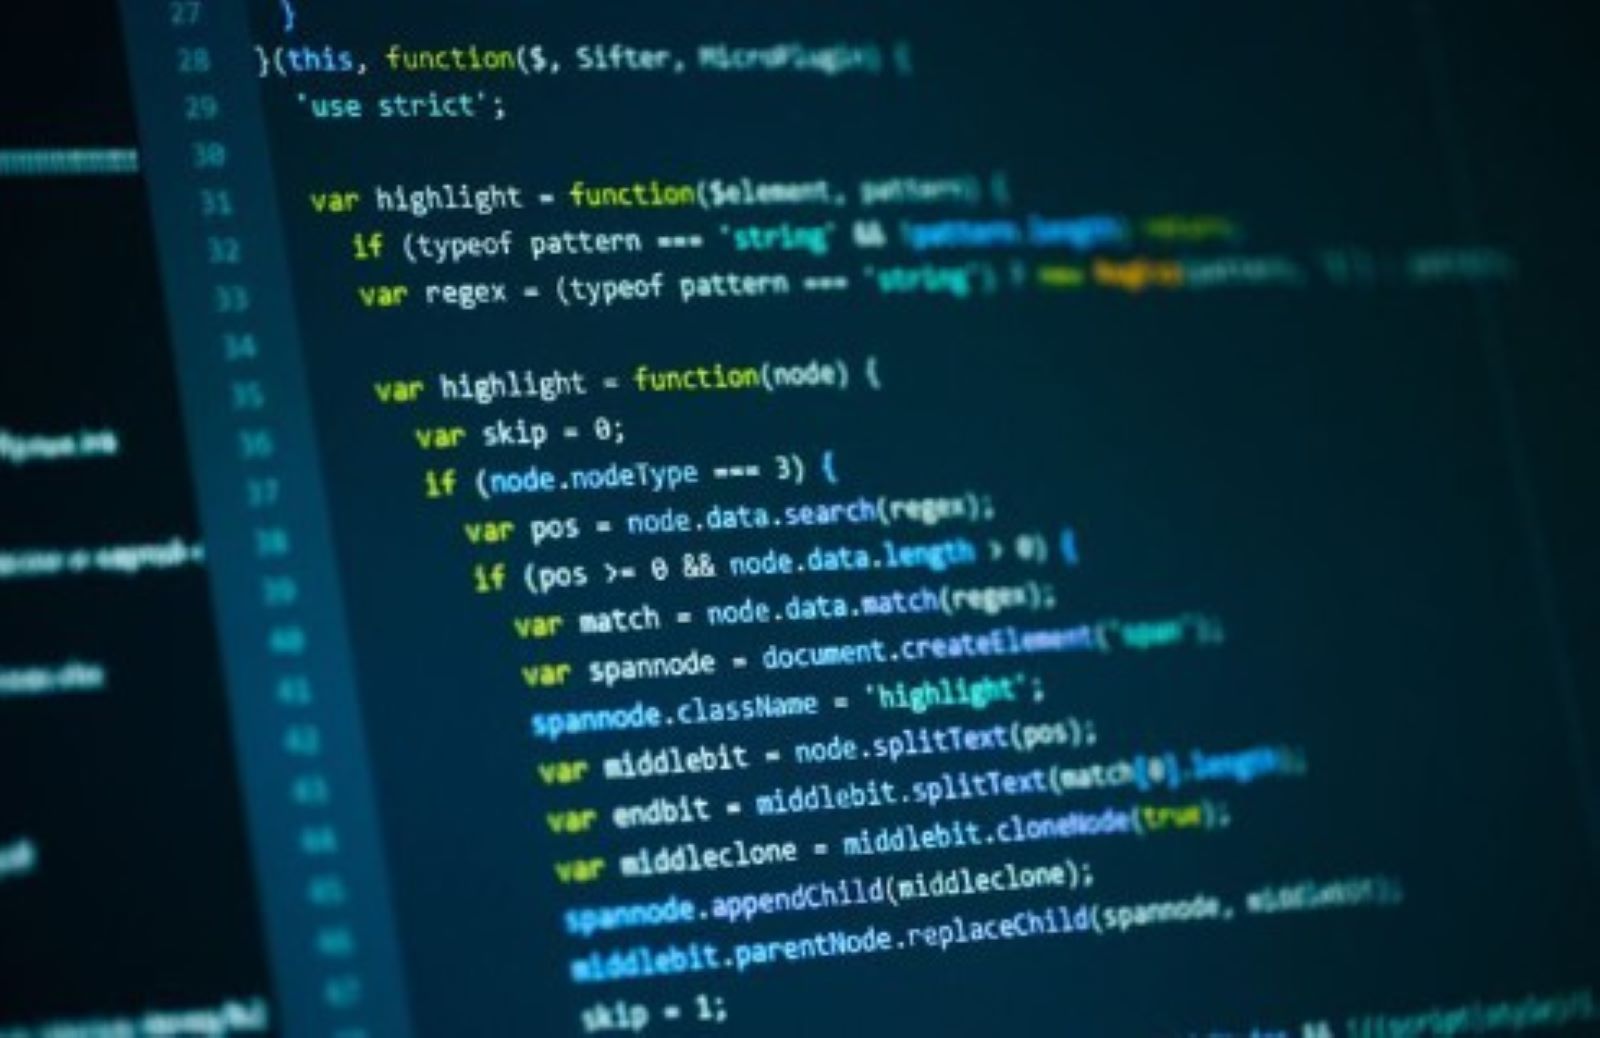 27 }
28 }(this, function($, Sifter, MicroPlugin) {
29 'use strict';
30
31 var highlight = function($element, pattern) {
32 if (typeof pattern === 'string' && !pattern.length) return;
33 var regex = (typeof pattern === 'string') ? new RegExp(pattern,
34
35 var highlight = function(node) {
36 var skip = 0;
37 if (node.nodeType === 3) {
38 var pos = node.data.search(regex);
39 if (pos >= 0 && node.data.length > 0) {
40 var match = node.data.match(regex);
41 var spannode = document.createElement('span');
42 spannode.className = 'highlight';
43 var middlebit = node.splitText(pos);
44 var endbit = middlebit.splitText(match[0].length);
45 var middleclone = middlebit.cloneNode(true);
46 spannode.appendChild(middleclone);
47 middlebit.parentNode.replaceChild(spannode, middlebit);
skip = 1;